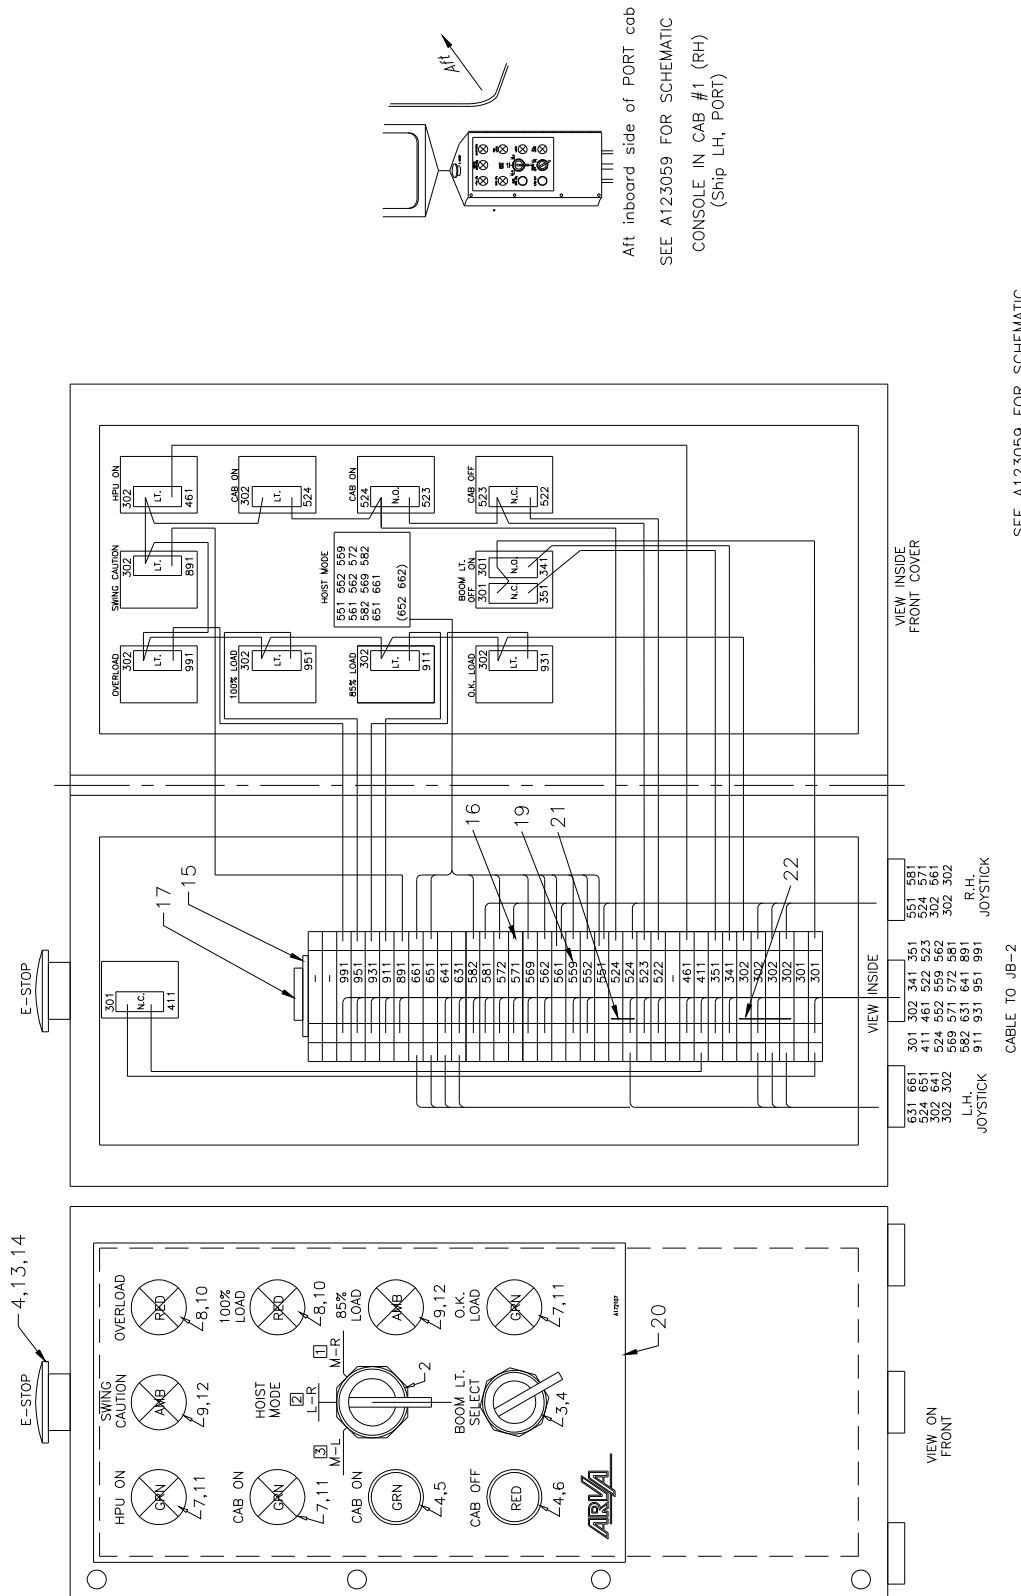 Aft
Aft inboard side of PORT cab
SEE A123059 FOR SCHEMATIC
CONSOLE IN CAB #1 (RH)
(Ship LH, PORT)
SEE A123059 FOR SCHEMATIC
OVERLOAD
302
LT.
991
SWING CAUTION
302
LT.
891
HPU ON
302
LT.
461
100% LOAD
302
LT.
951
CAB ON
302
LT.
524
85% LOAD
302
LT.
911
HOIST MODE
551 552 559
561 562 572
582 569 582
651 661
(652 662)
CAB ON
524
N.O.
523
O.K. LOAD
302
LT.
931
BOOM LT.
OFF ON
301 301
N.C. N.O.
351 341
CAB OFF
523
N.C.
522
VIEW INSIDE
FRONT COVER
E-STOP
301
N.C.
411
17
15
16
19
21
22
-
-
991
951
931
911
891
661
651
641
631
582
581
572
571
569
562
561
559
552
551
524
524
523
522
-
461
411
351
341
302
302
302
302
301
301
VIEW INSIDE
631 661
524 651
302 641
302 302
L.H.
JOYSTICK
301 302 341 351
411 461 522 523
524 552 559 562
569 571 572 581
582 631 641 891
911 931 951 991
CABLE TO JB-2
551 581
524 571
302 561
302 302
R.H.
JOYSTICK
E-STOP
4,13,14
HPU ON
GRN
7,11
SWING
CAUTION
AMB
9,12
OVERLOAD
RED
8,10
CAB ON
GRN
7,11
HOIST
MODE
3
M-L
2
L-R
1
M-R
2
100%
LOAD
RED
8,10
CAB ON
GRN
4,5
85%
LOAD
AMB
9,12
CAB OFF
RED
4,6
BOOM LT.
SELECT
3,4
O.K.
LOAD
GRN
7,11
ARVA
A172107
20
VIEW ON
FRONT